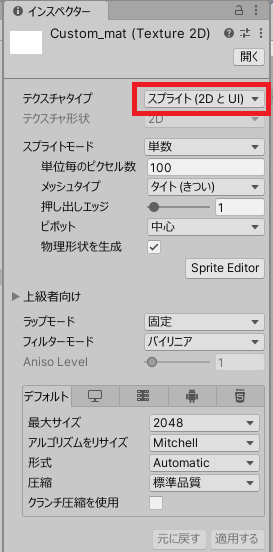 インスペクター
Custom_mat (Texture 2D)
開く
テクスチャタイプ スプライト (2D と UI)
テクスチャ形状 2D
スプライトモード 単数
単位毎のピクセル数 100
メッシュタイプ タイト (きつい)
押し出しエッジ 1
ピボット 中心
物理形状を生成
Sprite Editor
上級者向け
ラップモード 固定
フィルターモード バイリニア
Aniso Level 1
デフォルト
最大サイズ 2048
アルゴリズムをリサイズ Mitchell
形式 Automatic
圧縮 標準品質
クランチ圧縮を使用
元に戻す 適用する